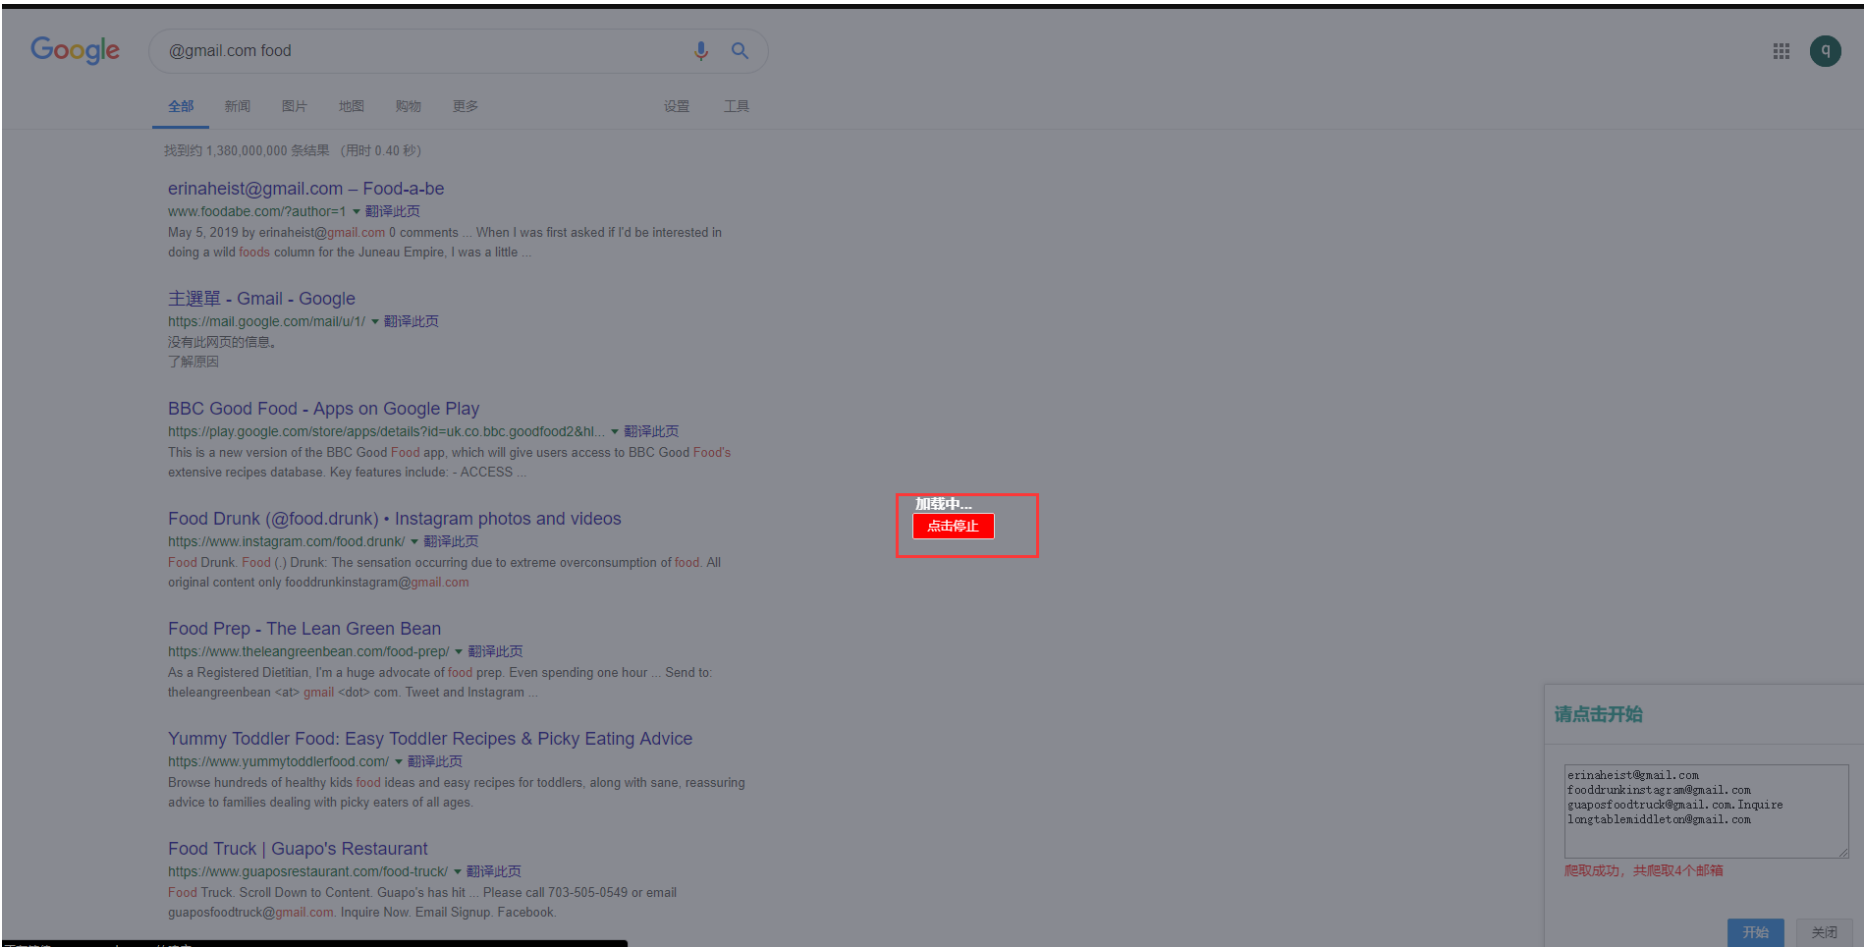 Google
@gmail.com food
q
全部 新闻 图片 地图 购物 更多 设置 工具
找到约 1,380,000,000 条结果 （用时 0.40 秒）
erinaheist@gmail.com – Food-a-be
www.foodabe.com/?author=1 翻译此页
May 5, 2019 by erinaheist@gmail.com 0 comments ... When I was first asked if I'd be interested in
doing a wild foods column for the Juneau Empire, I was a little ...
主選單 - Gmail - Google
https://mail.google.com/mail/u/1/ 翻译此页
没有此网页的信息。
了解原因
BBC Good Food - Apps on Google Play
https://play.google.com/store/apps/details?id=uk.co.bbc.goodfood2&hl... 翻译此页
This is a new version of the BBC Good Food app, which will give users access to BBC Good Food's
extensive recipes database. Key features include: - ACCESS ...
加载中...
点击停止
Food Drunk (@food.drunk) • Instagram photos and videos
https://www.instagram.com/food.drunk/ 翻译此页
Food Drunk. Food (.) Drunk: The sensation occurring due to extreme overconsumption of food. All
original content only fooddrunkinstagram@gmail.com
Food Prep - The Lean Green Bean
https://www.theleangreenbean.com/food-prep/ 翻译此页
As a Registered Dietitian, I'm a huge advocate of food prep. Even spending one hour ... Send to:
theleangreenbean <at> gmail <dot> com. Tweet and Instagram ...
Yummy Toddler Food: Easy Toddler Recipes & Picky Eating Advice
https://www.yummytoddlerfood.com/ 翻译此页
Browse hundreds of healthy kids food ideas and easy recipes for toddlers, along with sane, reassuring
advice to families dealing with picky eaters of all ages.
Food Truck | Guapo's Restaurant
https://www.guaposrestaurant.com/food-truck/ 翻译此页
Food Truck. Scroll Down to Content. Guapo's has hit ... Please call 703-505-0549 or email
guaposfoodtruck@gmail.com. Inquire Now. Email Signup. Facebook.
请点击开始
erinaheist@gmail.com
fooddrunkinstagram@gmail.com
guaposfoodtruck@gmail.com.Inquire
longtablemiddleton@gmail.com
爬取成功，共爬取4个邮箱
开始 关闭